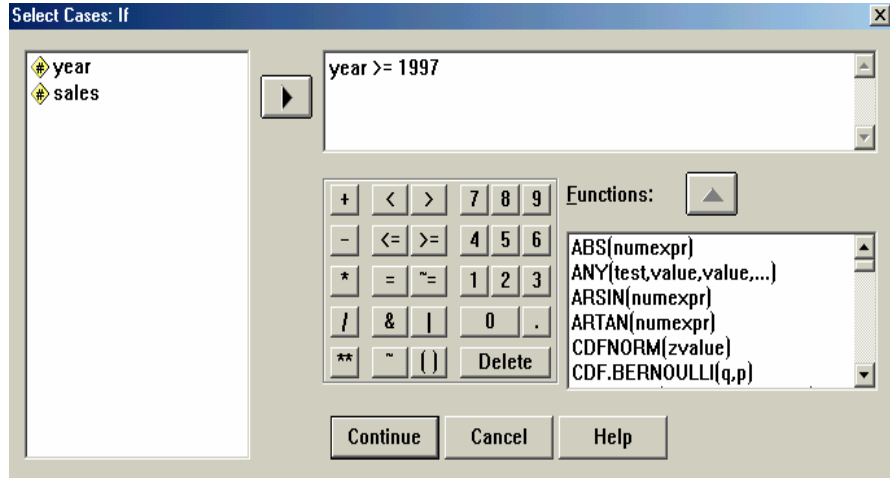 Select Cases: If
year
sales
year >= 1997
+ < > 7 8 9
- <= >= 4 5 6
* = ~= 1 2 3
/ & | 0 .
** ~ ( ) Delete
Functions:
ABS(numexpr)
ANY(test,value,value,...)
ARSIN(numexpr)
ARTAN(numexpr)
CDFNORM(zvalue)
CDF.BERNOULLI(q,p)
Continue Cancel Help